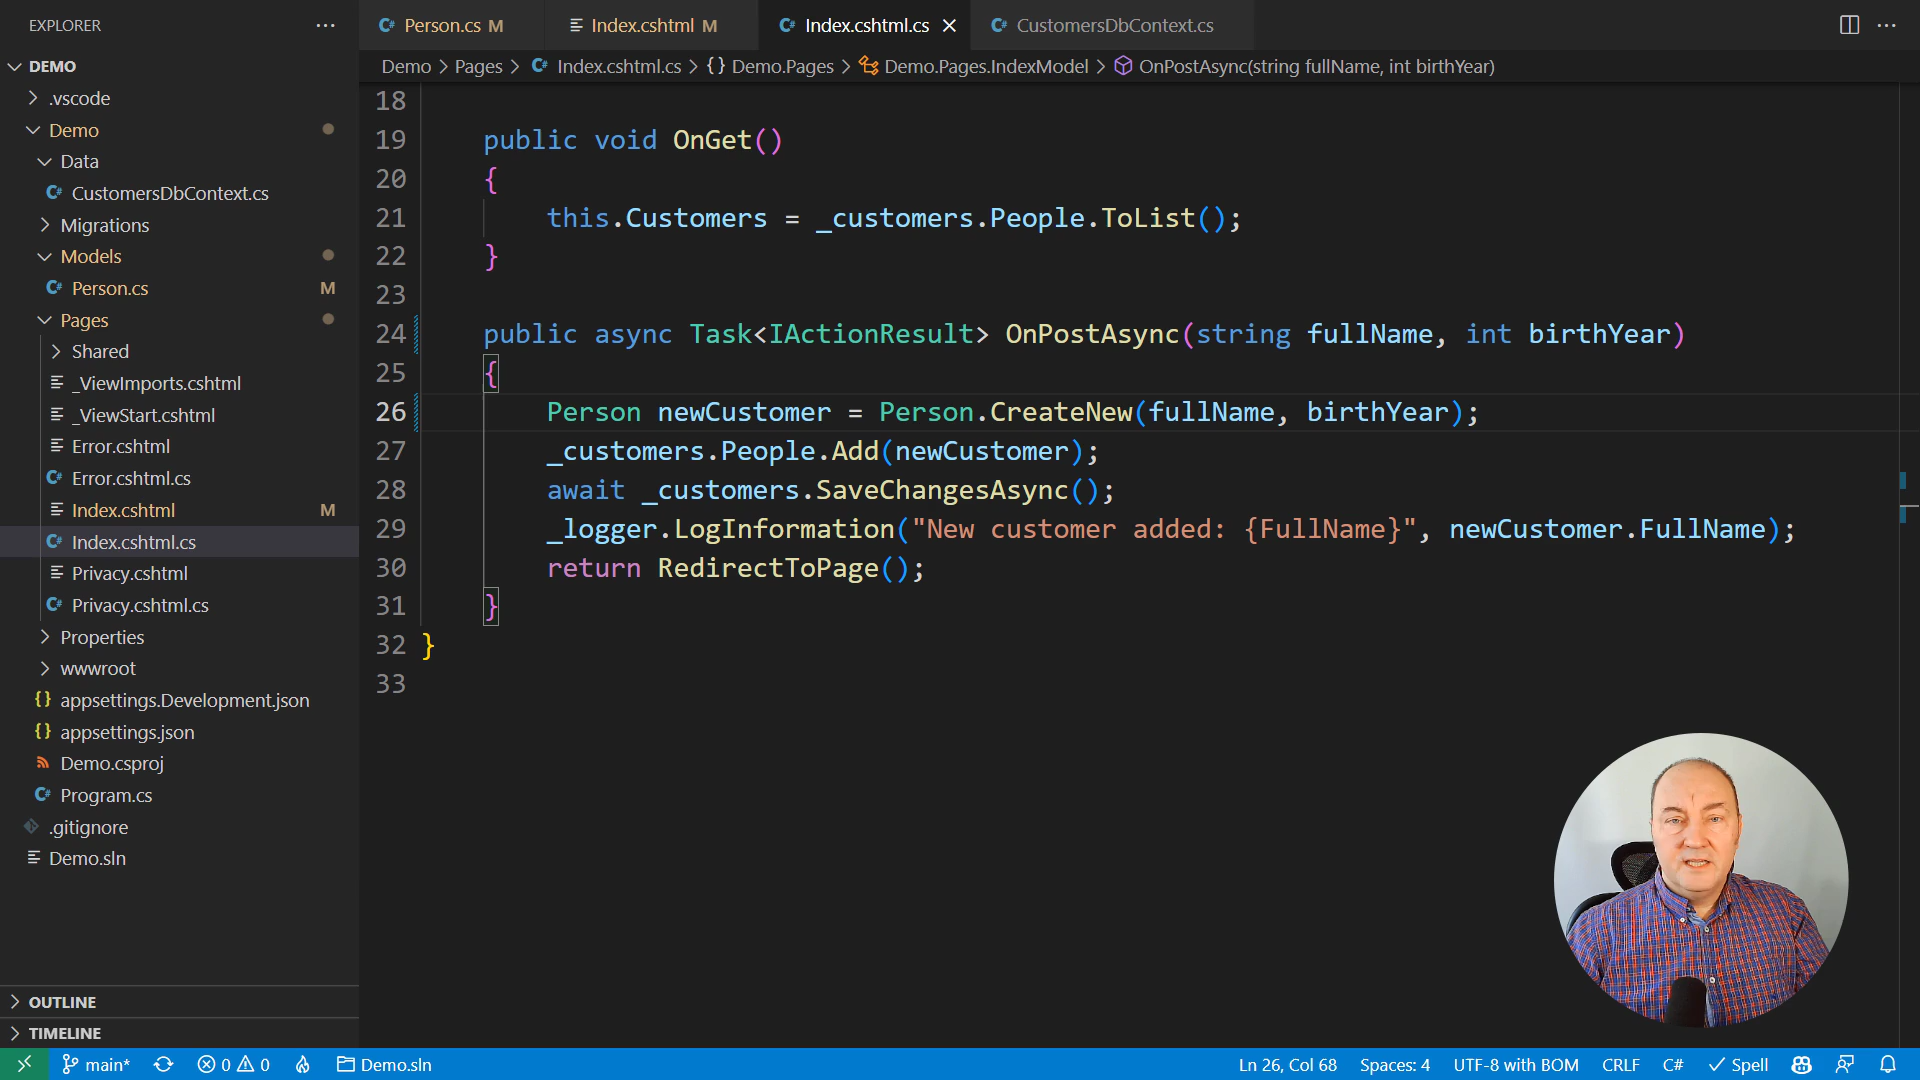 EXPLORER
DEMO
.vscode
Demo
Data
C# CustomersDbContext.cs
Migrations
Models
C# Person.cs M
Pages
Shared
_ViewImports.cshtml
_ViewStart.cshtml
Error.cshtml
C# Error.cshtml.cs
Index.cshtml M
C# Index.cshtml.cs
Privacy.cshtml
C# Privacy.cshtml.cs
Properties
wwwroot
{} appsettings.Development.json
{} appsettings.json
Demo.csproj
C# Program.cs
.gitignore
Demo.sln
OUTLINE
TIMELINE
C# Person.cs M Index.cshtml M C# Index.cshtml.cs C# CustomersDbContext.cs
Demo > Pages > C# Index.cshtml.cs > {} Demo.Pages > Demo.Pages.IndexModel > OnPostAsync(string fullName, int birthYear)
18
19 public void OnGet()
20 {
21 this.Customers = _customers.People.ToList();
22 }
23
24 public async Task<IActionResult> OnPostAsync(string fullName, int birthYear)
25 {
26 Person newCustomer = Person.CreateNew(fullName, birthYear);
27 _customers.People.Add(newCustomer);
28 await _customers.SaveChangesAsync();
29 _logger.LogInformation("New customer added: {FullName}", newCustomer.FullName);
30 return RedirectToPage();
31 }
32 }
33
main* 0 0 Demo.sln Ln 26, Col 68 Spaces: 4 UTF-8 with BOM CRLF C# Spell